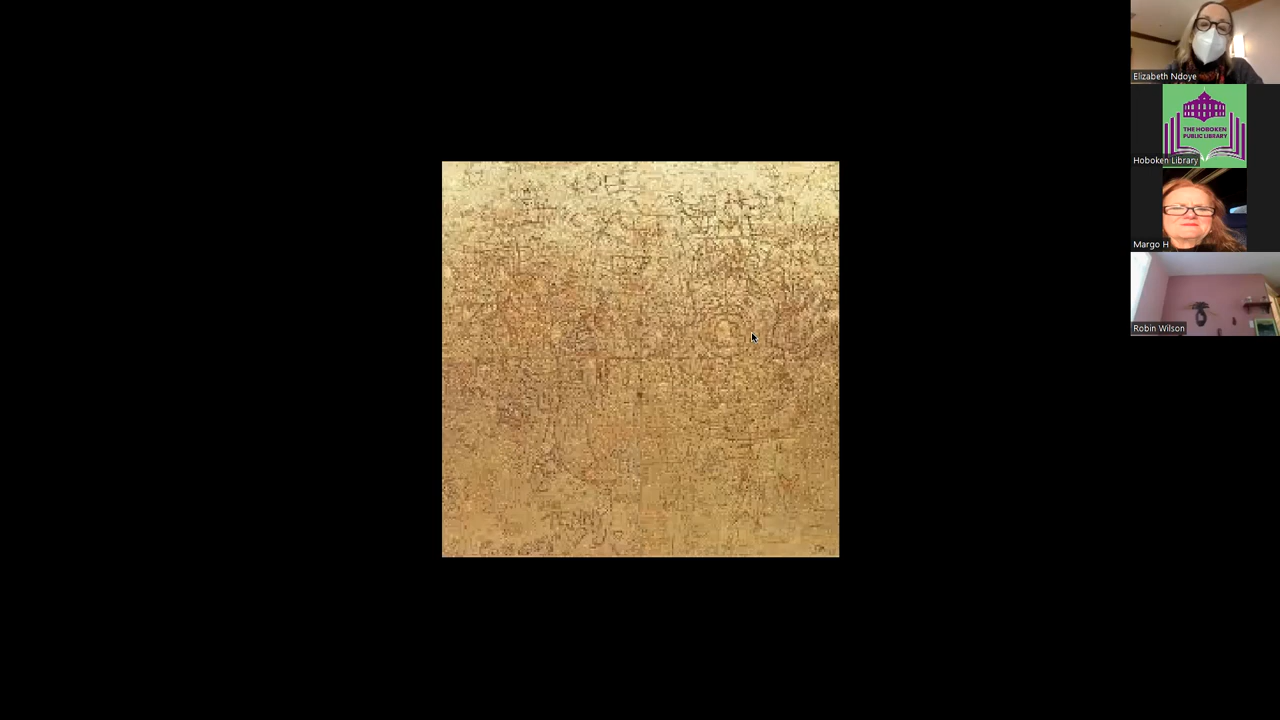 Elizabeth Ndoye
THE HOBOKEN
PUBLIC LIBRARY
Hoboken Library
Margo H
Robin Wilson